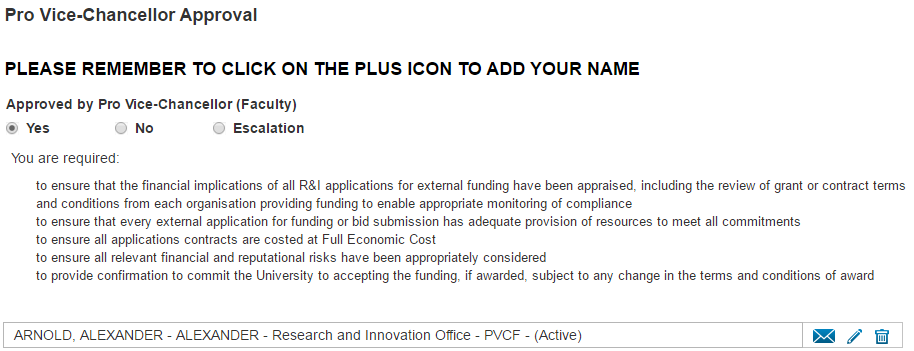 Pro Vice-Chancellor Approval
PLEASE REMEMBER TO CLICK ON THE PLUS ICON TO ADD YOUR NAME
Approved by Pro Vice-Chancellor (Faculty)
Yes No Escalation
You are required:
to ensure that the financial implications of all R&I applications for external funding have been appraised, including the review of grant or contract terms
and conditions from each organisation providing funding to enable appropriate monitoring of compliance
to ensure that every external application for funding or bid submission has adequate provision of resources to meet all commitments
to ensure all applications contracts are costed at Full Economic Cost
to ensure all relevant financial and reputational risks have been appropriately considered
to provide confirmation to commit the University to accepting the funding, if awarded, subject to any change in the terms and conditions of award
ARNOLD, ALEXANDER - ALEXANDER - Research and Innovation Office - PVCF - (Active)